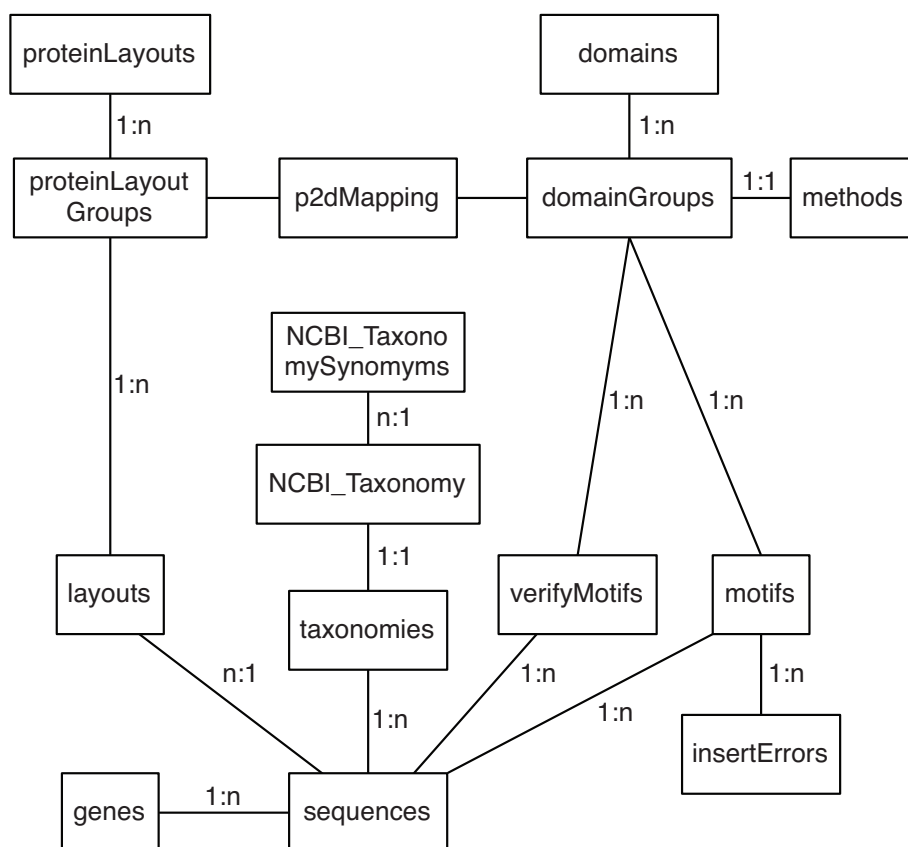 proteinLayouts
domains
1:n
1:n
proteinLayout
Groups
p2dMapping
domainGroups
1:1
methods
NCBI_Taxono
mySynomyms
1:n
n:1
1:n
1:n
NCBI_Taxonomy
1:1
layouts
taxonomies
verifyMotifs
motifs
n:1
1:n
1:n
1:n
1:n
insertErrors
genes
1:n
sequences